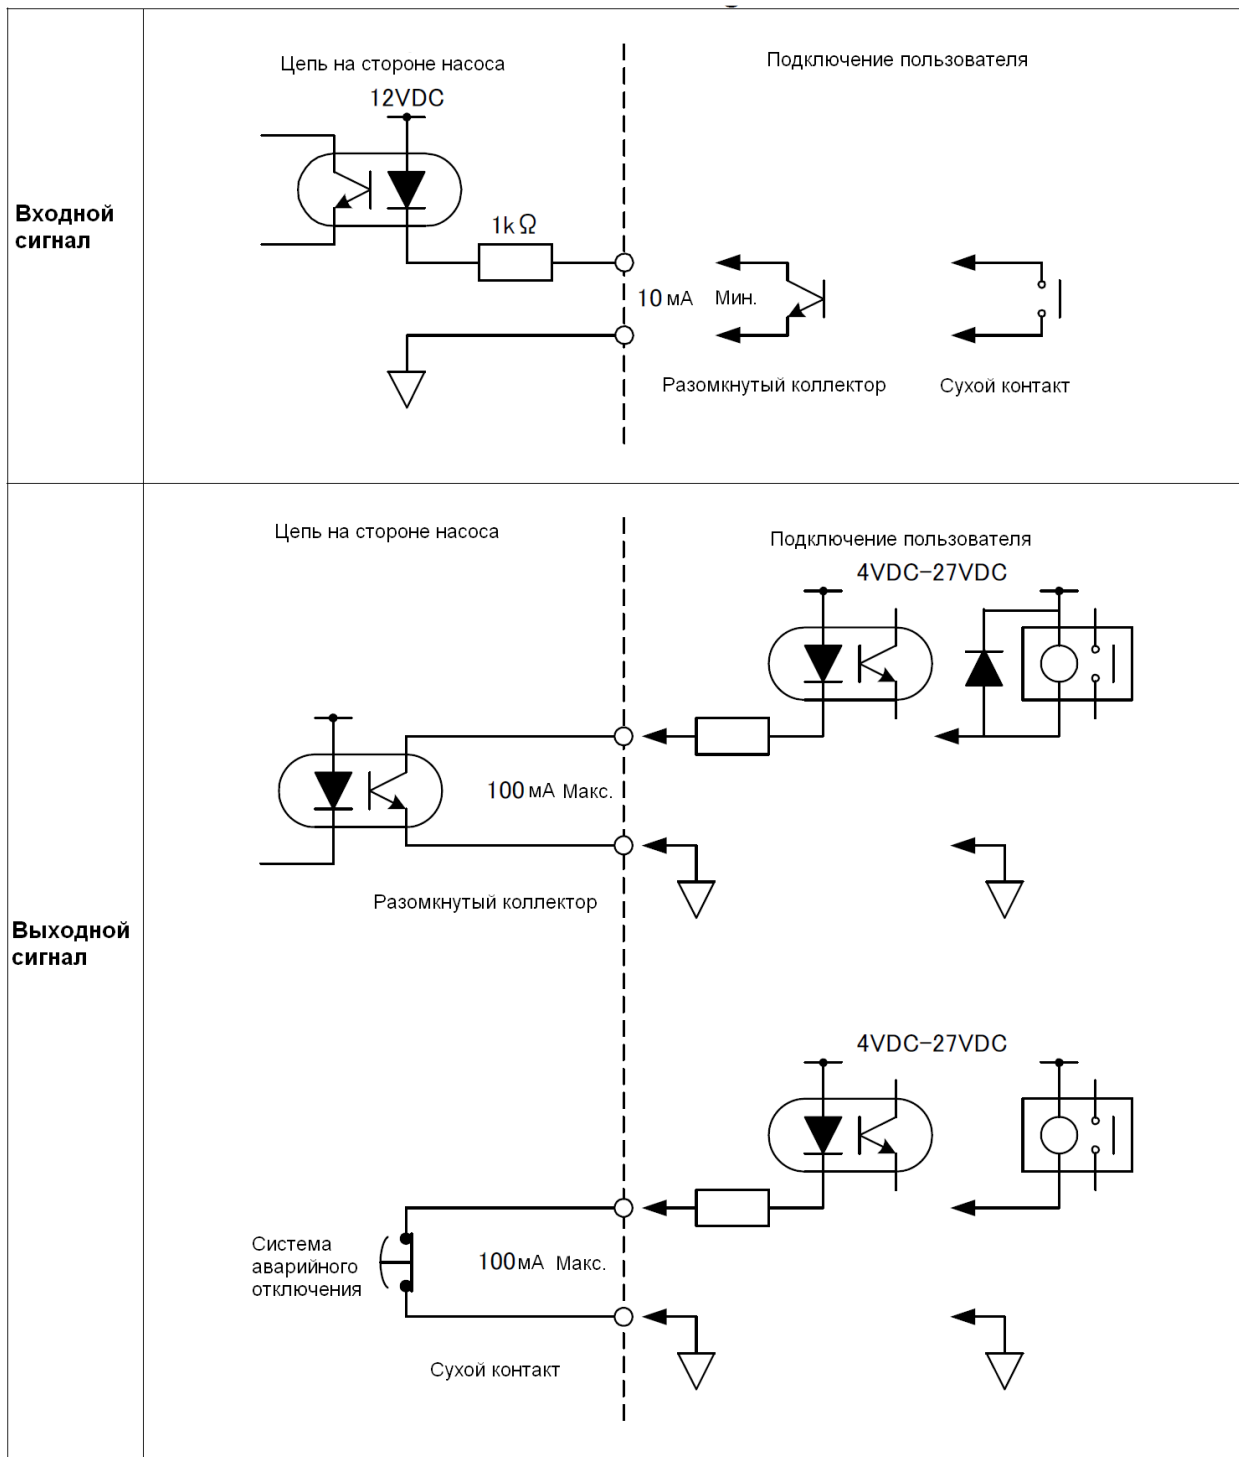 Входной
сигнал
Цепь на стороне насоса
Подключение пользователя
12VDC
1kΩ
10 мА Мин.
Разомкнутый коллектор
Сухой контакт
Выходной
сигнал
Цепь на стороне насоса
Подключение пользователя
4VDC-27VDC
100 мА Макс.
Разомкнутый коллектор
4VDC-27VDC
Система
аварийного
отключения
100 мА Макс.
Сухой контакт